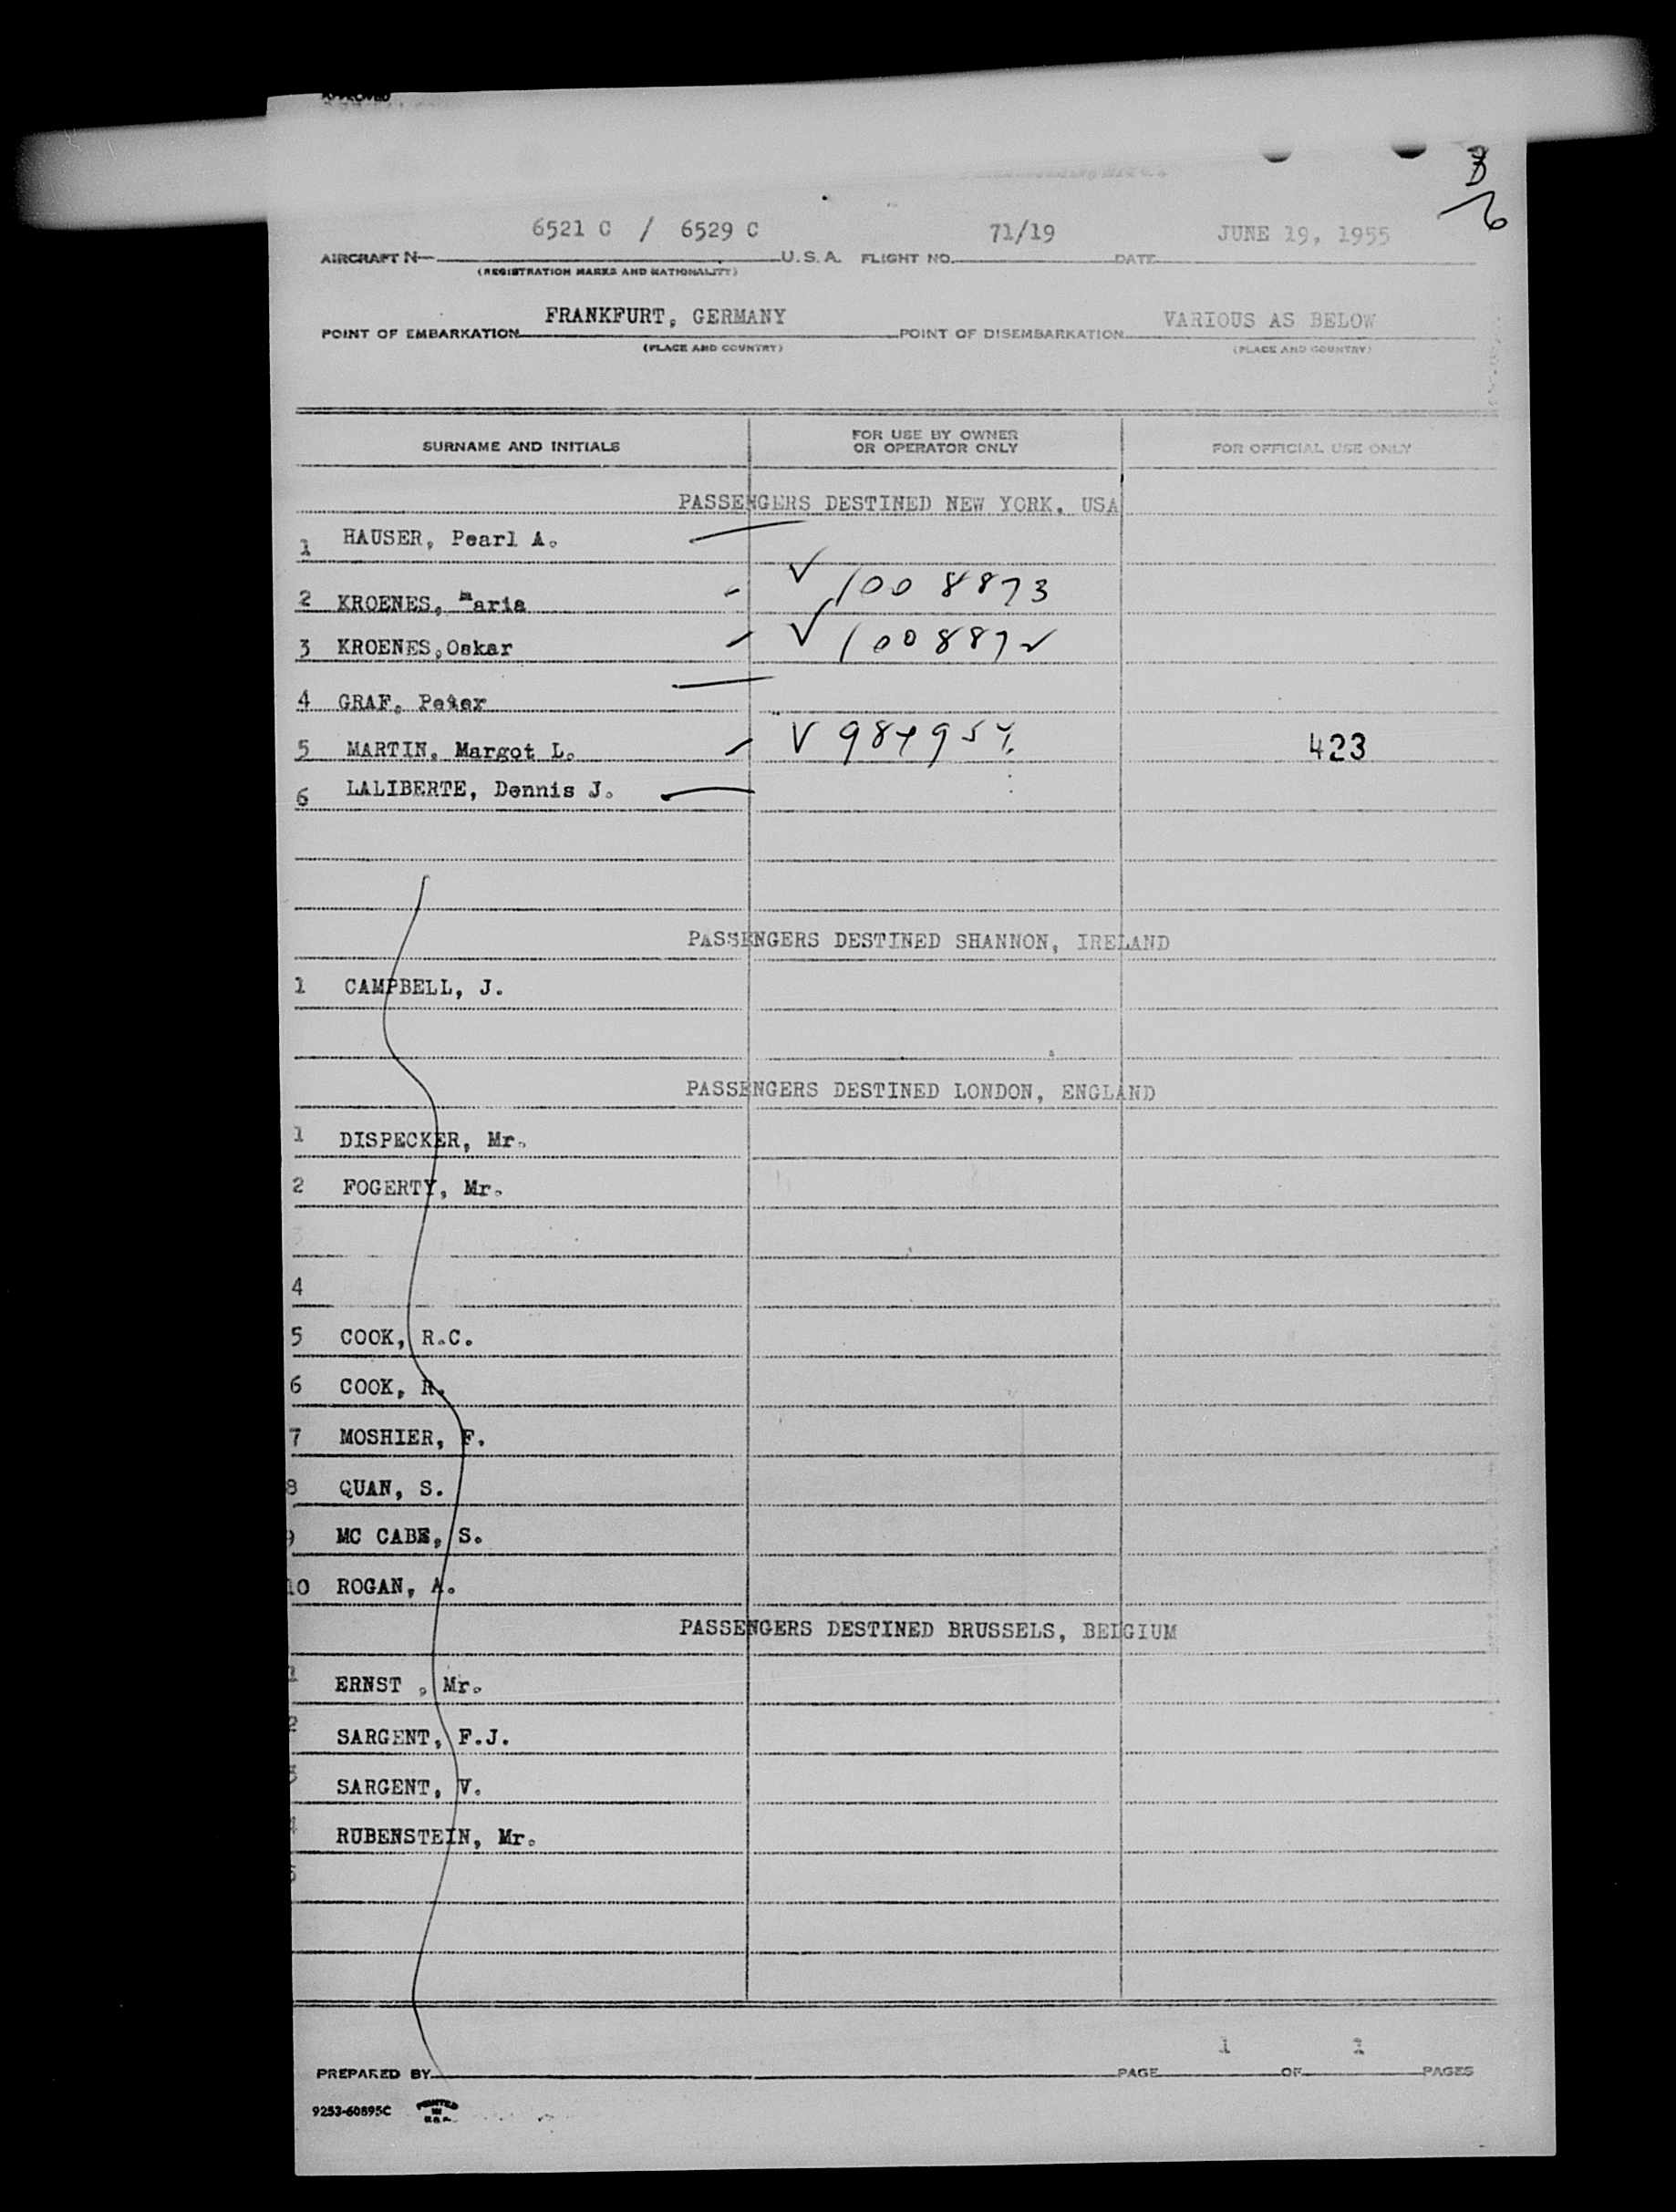 APPROVED
B
6
6521 C / 6529 C 71/19 JUNE 19, 1955
AIRCRAFT N— U.S.A. FLIGHT NO. DATE
(REGISTRATION MARKS AND NATIONALITY)
FRANKFURT, GERMANY VARIOUS AS BELOW
POINT OF EMBARKATION POINT OF DISEMBARKATION
(PLACE AND COUNTRY) (PLACE AND COUNTRY)
SURNAME AND INITIALS FOR USE BY OWNER OR OPERATOR ONLY FOR OFFICIAL USE ONLY
PASSENGERS DESTINED NEW YORK, USA
1 HAUSER, Pearl A.
2 KROENES, Maria – √ 1008873
3 KROENES,Oskar – √ 1008872
4 GRAF, Peter
5 MARTIN, Margot L. – V 423
6 LALIBERTE, Dennis J.
PASSENGERS DESTINED SHANNON, IRELAND
1 CAMPBELL, J.
PASSENGERS DESTINED LONDON, ENGLAND
1 DISPECKER, Mr.
2 FOGERTY, Mr.
4
5 COOK, R.C.
6 COOK, R.
7 MOSHIER, F.
8 QUAN, S.
9 MC CABE, S.
10 ROGAN, A.
PASSENGERS DESTINED BRUSSELS, BELGIUM
1 ERNST , Mr.
2 SARGENT, F.J.
3 SARGENT, V.
4 RUBENSTEIN, Mr.
5
1 1
PREPARED BY PAGE OF PAGES
9253-60895C PRINTED IN U.S.A.